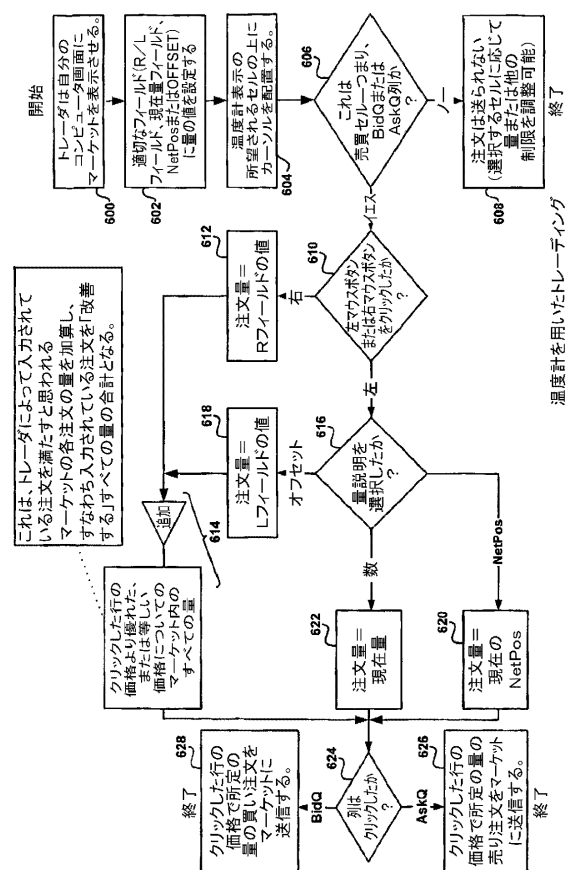 開始
トレーダは自分の
コンピュータ画面に
マーケットを表示させる。
600
適切なフィールド(R/L
フィールド、現在量フィールド、
NetPosまたはOFFSET)
に量の値を設定する
602
温度計表示の
所望されるセルの上に
カーソルを配置する。
604
606
これは
売買セル—つまり、
BidQまたは
AskQ列か
?
ノー
注文は送られない
(選択するセルに応じて
量または他の
制限を調整可能)
608
終了
イエス
610
左マウスボタン
または右マウスボタン
をクリックしたか
?
右
612
注文量=
Rフィールドの値
左
616
量説明を
選択したか
?
オフセット
618
注文量=
Lフィールドの値
追加
614
これは、トレーダによって入力されて
いる注文を満たすと思われる
マーケットの各注文の量を加算し、
すなわち入力されている注文を「改善
する」すべての量の合計となる。
クリックした行の
価格より優れた、
または等しい
価格についての
マーケット内の
すべての量
数
622
注文量=
現在量
NetPos
620
注文量=
現在の
NetPos
624
列は
クリックしたか
?
BidQ
628
クリックした行の
価格で所定の
量の買い注文を
マーケットに
送信する。
終了
AskQ
626
クリックした行の
価格で所定の量の
売り注文をマーケット
に送信する。
終了
温度計を用いたトレーディング